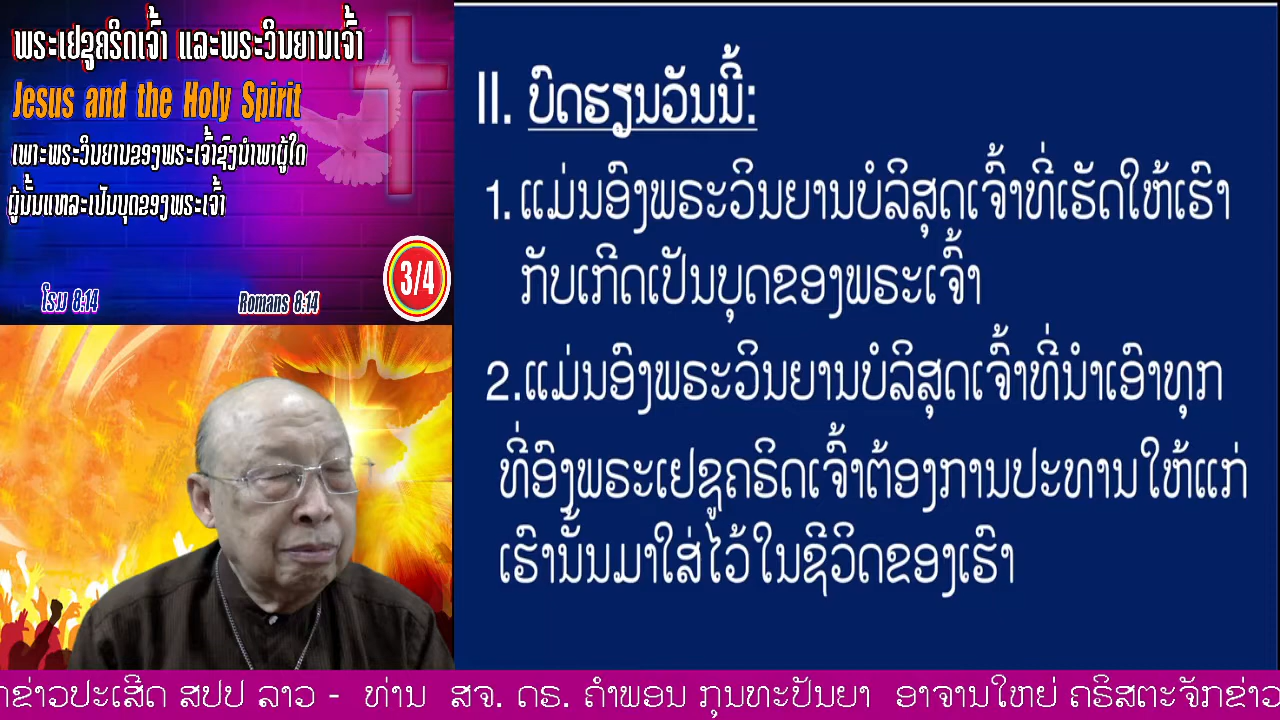 ພຣະເຢຊູຄຣິດເຈົ້າ ແລະພຣະວິນຍານເຈົ້າ
Jesus and the Holy Spirit
ເພາະພຣະວິນຍານຂອງພຣະເຈົ້າຊົງນຳພາຜູ້ໃດ
ຜູ້ນັ້ນແຫລະເປັນບຸດຂອງພຣະເຈົ້າ
ໂຣມ 8:14
Romans 8:14
3/4
II. ບົດຮຽນວັນນີ້:
1. ແມ່ນອົງພຣະວິນຍານບໍລິສຸດເຈົ້າທີ່ເຮັດໃຫ້ເຮົາ
ກັບເກີດເປັນບຸດຂອງພຣະເຈົ້າ
2.ແມ່ນອົງພຣະວິນຍານບໍລິສຸດເຈົ້າທີ່ນຳເອົາທຸກ
ທີ່ອົງພຣະເຢຊູຄຣິດເຈົ້າຕ້ອງການປະທານໃຫ້ແກ່
ເຮົານັ້ນມາໃສ່ໄວ້ໃນຊີວິດຂອງເຮົາ
ຂ່າວປະເສີດ ສປປ ລາວ - ທ່ານ ສຈ. ດຣ. ຄຳພອນ ກຸນທະປັນຍາ ອາຈານໃຫຍ່ ຄຣິສຕະຈັກຂ່າວ